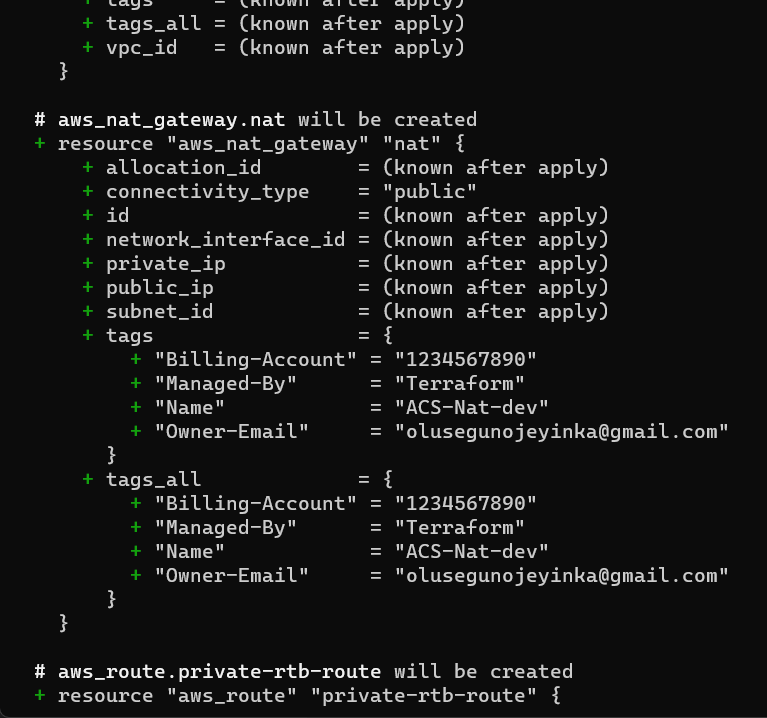 + tags     = (known after apply)
+ tags_all = (known after apply)
+ vpc_id   = (known after apply)
}
# aws_nat_gateway.nat will be created
+ resource "aws_nat_gateway" "nat" {
+ allocation_id        = (known after apply)
+ connectivity_type    = "public"
+ id                   = (known after apply)
+ network_interface_id = (known after apply)
+ private_ip           = (known after apply)
+ public_ip            = (known after apply)
+ subnet_id            = (known after apply)
+ tags                 = {
+ "Billing-Account" = "1234567890"
+ "Managed-By"      = "Terraform"
+ "Name"            = "ACS-Nat-dev"
+ "Owner-Email"     = "olusegunojeyinka@gmail.com"
}
+ tags_all             = {
+ "Billing-Account" = "1234567890"
+ "Managed-By"      = "Terraform"
+ "Name"            = "ACS-Nat-dev"
+ "Owner-Email"     = "olusegunojeyinka@gmail.com"
}
}
# aws_route.private-rtb-route will be created
+ resource "aws_route" "private-rtb-route" {